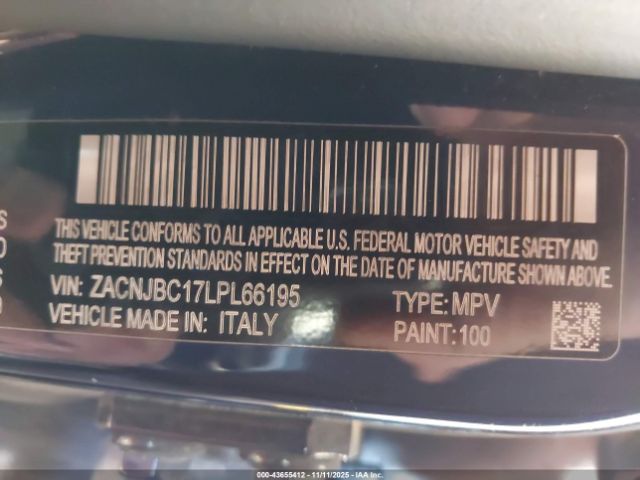 THIS VEHICLE CONFORMS TO ALL APPLICABLE U.S. FEDERAL MOTOR VEHICLE SAFETY AND
THEFT PREVENTION STANDARDS IN EFFECT ON THE DATE OF MANUFACTURE SHOWN ABOVE.
VIN: ZACNJBC17LPL66195 TYPE: MPV
VEHICLE MADE IN: ITALY PAINT: 100
000-43655412 - 11/11/2025 - IAAI Inc. Copyright